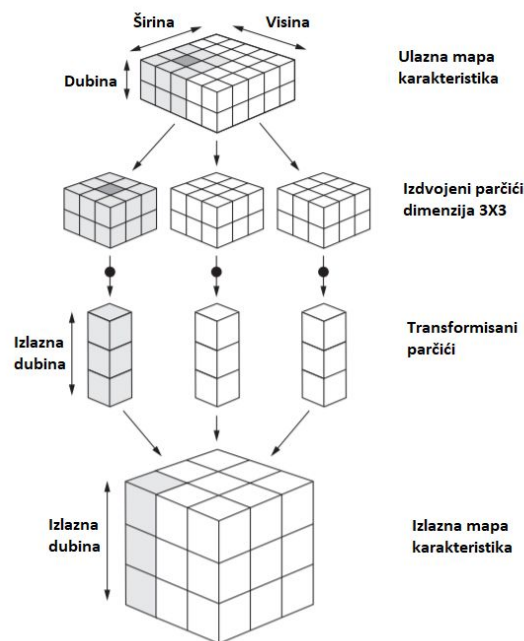 Širina
Visina
Dubina
Ulazna mapa
karakteristika
Izdvojeni parčići
dimenzija 3X3
Izlazna
dubina
Transformisani
parčići
Izlazna
dubina
Izlazna mapa
karakteristika